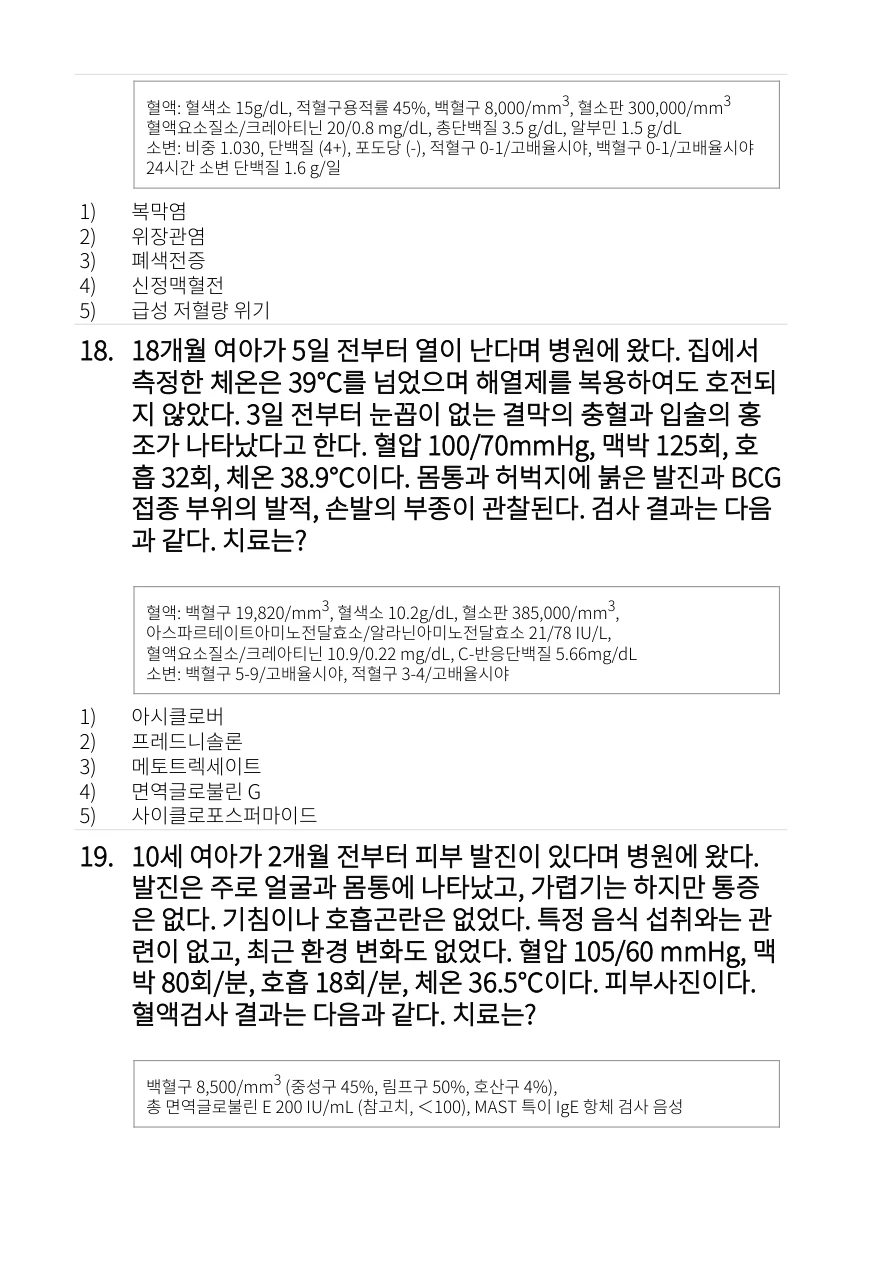 혈액: 혈색소 15g/dL, 적혈구용적률 45%, 백혈구 8,000/mm3, 혈소판 300,000/mm3
혈액요소질소/크레아티닌 20/0.8 mg/dL, 총단백질 3.5 g/dL, 알부민 1.5 g/dL
소변: 비중 1.030, 단백질 (4+), 포도당 (-), 적혈구 0-1/고배율시야, 백혈구 0-1/고배율시야
24시간 소변 단백질 1.6 g/일
1) 복막염
2) 위장관염
3) 폐색전증
4) 신정맥혈전
5) 급성 저혈량 위기
18. 18개월 여아가 5일 전부터 열이 난다며 병원에 왔다. 집에서
측정한 체온은 39℃를 넘었으며 해열제를 복용하여도 호전되
지 않았다. 3일 전부터 눈꼽이 없는 결막의 충혈과 입술의 홍
조가 나타났다고 한다. 혈압 100/70mmHg, 맥박 125회, 호
흡 32회, 체온 38.9℃이다. 몸통과 허벅지에 붉은 발진과 BCG
접종 부위의 발적, 손발의 부종이 관찰된다. 검사 결과는 다음
과 같다. 치료는?
혈액: 백혈구 19,820/mm3, 혈색소 10.2g/dL, 혈소판 385,000/mm3,
아스파르테이트아미노전달효소/알라닌아미노전달효소 21/78 IU/L,
혈액요소질소/크레아티닌 10.9/0.22 mg/dL, C-반응단백질 5.66mg/dL
소변: 백혈구 5-9/고배율시야, 적혈구 3-4/고배율시야
1) 아시클로버
2) 프레드니솔론
3) 메토트렉세이트
4) 면역글로불린 G
5) 사이클로포스퍼마이드
19. 10세 여아가 2개월 전부터 피부 발진이 있다며 병원에 왔다.
발진은 주로 얼굴과 몸통에 나타났고, 가렵기는 하지만 통증
은 없다. 기침이나 호흡곤란은 없었다. 특정 음식 섭취와는 관
련이 없고, 최근 환경 변화도 없었다. 혈압 105/60 mmHg, 맥
박 80회/분, 호흡 18회/분, 체온 36.5℃이다. 피부사진이다.
혈액검사 결과는 다음과 같다. 치료는?
백혈구 8,500/mm3 (중성구 45%, 림프구 50%, 호산구 4%),
총 면역글로불린 E 200 IU/mL (참고치, <100), MAST 특이 IgE 항체 검사 음성